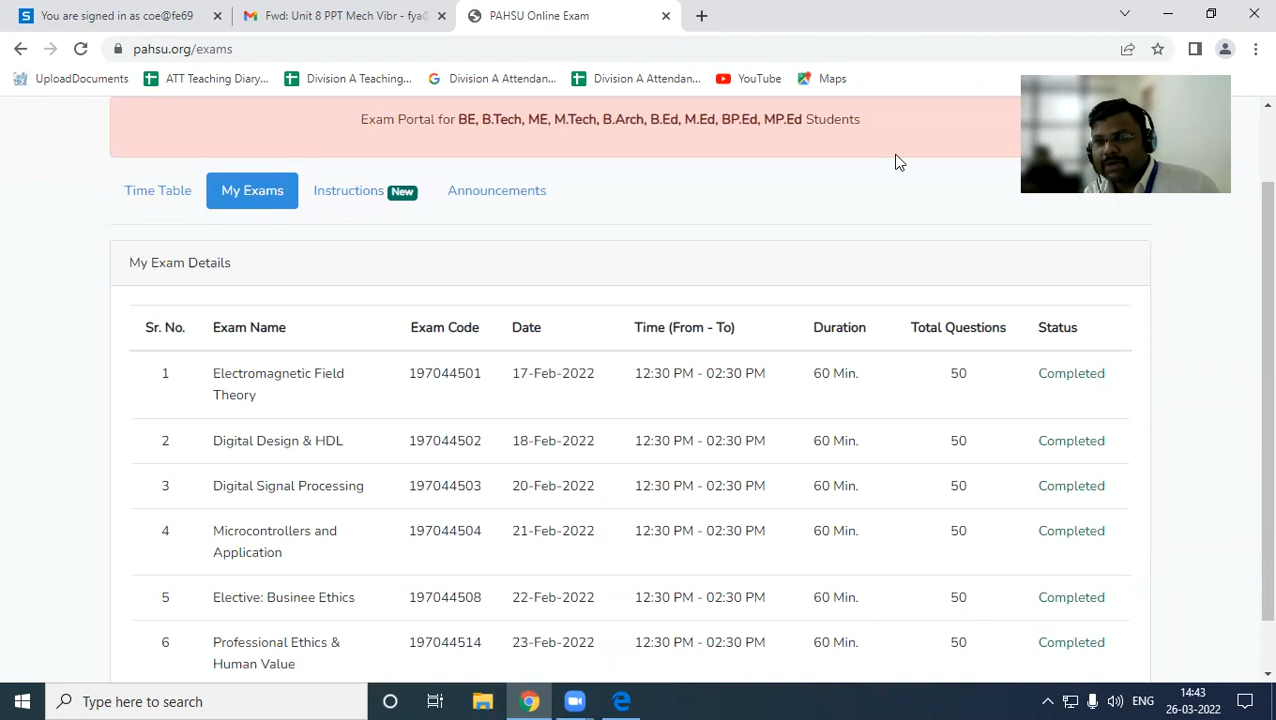 You are signed in as coe@fe69
Fwd: Unit 8 PPT Mech Vibr - fya@
PAHSU Online Exam
pahsu.org/exams
UploadDocuments
ATT Teaching Diary...
Division A Teaching...
Division A Attendan...
Division A Attendan...
YouTube
Maps
Exam Portal for BE, B.Tech, ME, M.Tech, B.Arch, B.Ed, M.Ed, BP.Ed, MP.Ed Students
Time Table My Exams Instructions New Announcements
My Exam Details
Sr. No. Exam Name Exam Code Date Time (From - To) Duration Total Questions Status
1 Electromagnetic Field 197044501 17-Feb-2022 12:30 PM - 02:30 PM 60 Min. 50 Completed
Theory
2 Digital Design & HDL 197044502 18-Feb-2022 12:30 PM - 02:30 PM 60 Min. 50 Completed
3 Digital Signal Processing 197044503 20-Feb-2022 12:30 PM - 02:30 PM 60 Min. 50 Completed
4 Microcontrollers and 197044504 21-Feb-2022 12:30 PM - 02:30 PM 60 Min. 50 Completed
Application
5 Elective: Businee Ethics 197044508 22-Feb-2022 12:30 PM - 02:30 PM 60 Min. 50 Completed
6 Professional Ethics & 197044514 23-Feb-2022 12:30 PM - 02:30 PM 60 Min. 50 Completed
Human Value
Type here to search
ENG
14:43
26-03-2022